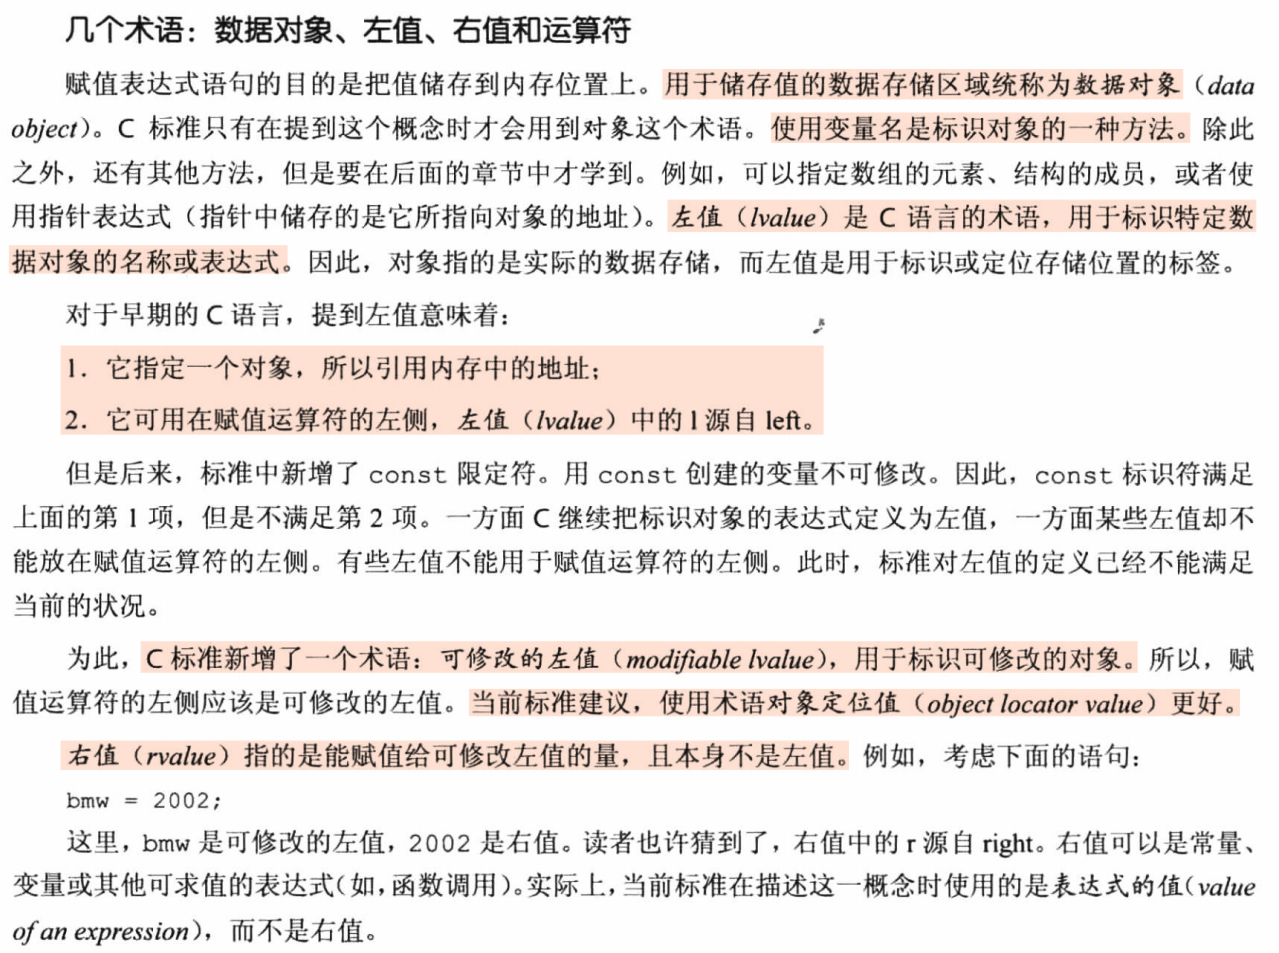 几个术语：数据对象、左值、右值和运算符
赋值表达式语句的目的是把值储存到内存位置上。用于储存值的数据存储区域统称为数据对象（data
object）。C 标准只有在提到这个概念时才会用到对象这个术语。使用变量名是标识对象的一种方法。除此
之外，还有其他方法，但是要在后面的章节中才学到。例如，可以指定数组的元素、结构的成员，或者使
用指针表达式（指针中储存的是它所指向对象的地址）。左值（lvalue）是 C 语言的术语，用于标识特定数
据对象的名称或表达式。因此，对象指的是实际的数据存储，而左值是用于标识或定位存储位置的标签。
对于早期的 C 语言，提到左值意味着：
1．它指定一个对象，所以引用内存中的地址；
2．它可用在赋值运算符的左侧，左值（lvalue）中的 l 源自 left。
但是后来，标准中新增了 const 限定符。用 const 创建的变量不可修改。因此，const 标识符满足
上面的第 1 项，但是不满足第 2 项。一方面 C 继续把标识对象的表达式定义为左值，一方面某些左值却不
能放在赋值运算符的左侧。有些左值不能用于赋值运算符的左侧。此时，标准对左值的定义已经不能满足
当前的状况。
为此，C 标准新增了一个术语：可修改的左值（modifiable lvalue），用于标识可修改的对象。所以，赋
值运算符的左侧应该是可修改的左值。当前标准建议，使用术语对象定位值（object locator value）更好。
右值（rvalue）指的是能赋值给可修改左值的量，且本身不是左值。例如，考虑下面的语句：
bmw = 2002;
这里，bmw 是可修改的左值，2002 是右值。读者也许猜到了，右值中的 r 源自 right。右值可以是常量、
变量或其他可求值的表达式（如，函数调用）。实际上，当前标准在描述这一概念时使用的是表达式的值（value
of an expression），而不是右值。